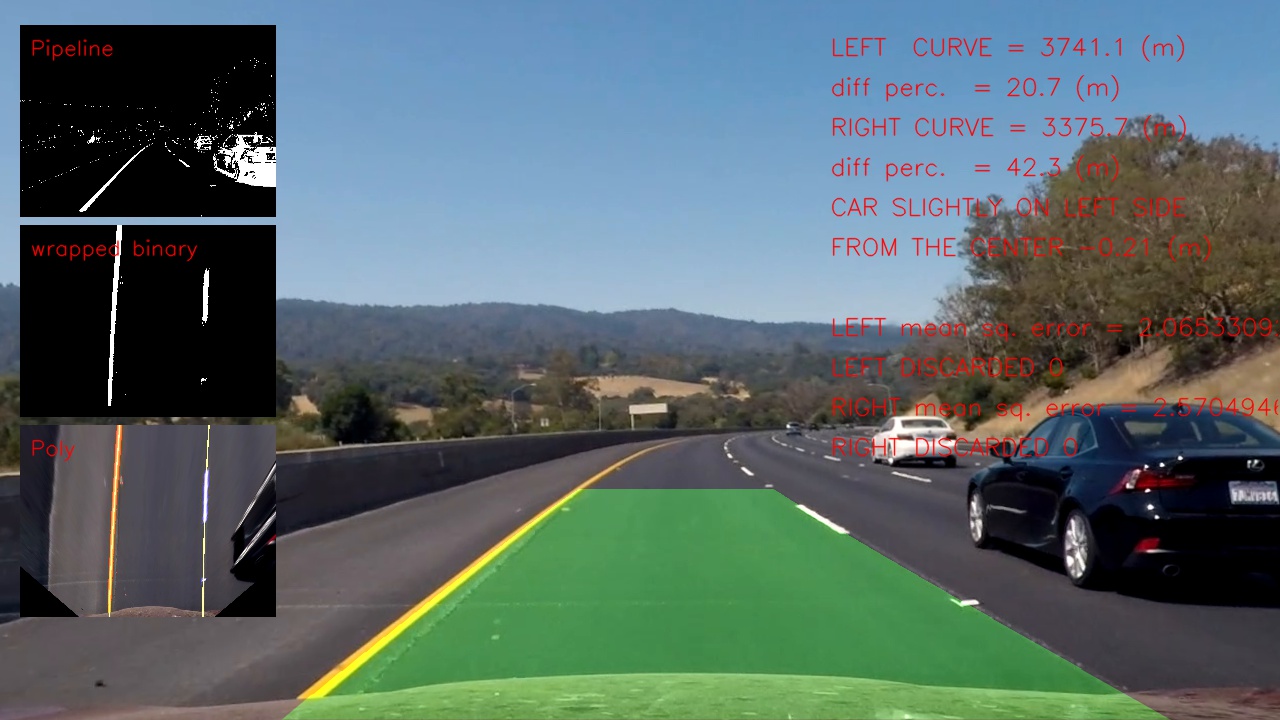 Pipeline
wrapped binary
Poly
LEFT CURVE = 3741.1 (m)
diff perc. = 20.7 (m)
RIGHT CURVE = 3375.7 (m)
diff perc. = 42.3 (m)
CAR SLIGHTLY ON LEFT SIDE
FROM THE CENTER -0.21 (m)
LEFT mean sq. error = 2.0653309
LEFT DISCARDED 0
RIGHT mean sq. error = 2.5704946
RIGHT DISCARDED 0